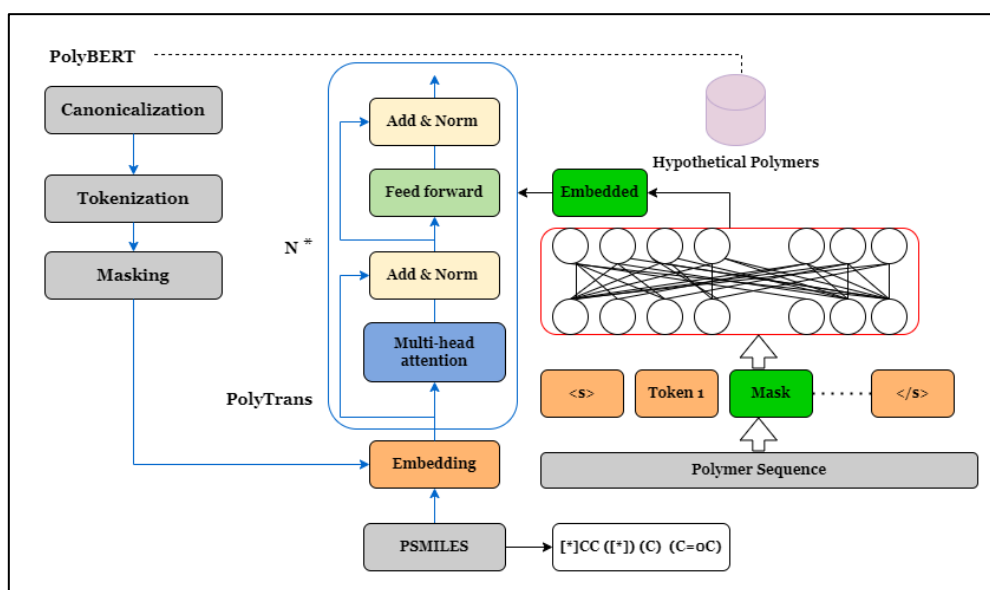 PolyBERT
Canonicalization
Tokenization
Masking
Add & Norm
Feed forward
N *
Add & Norm
Multi-head
attention
PolyTrans
Embedding
PSMILES
[*]CC ([*]) (C) (C=0C)
Hypothetical Polymers
Embedded
<s>
Token 1
Mask
</s>
Polymer Sequence